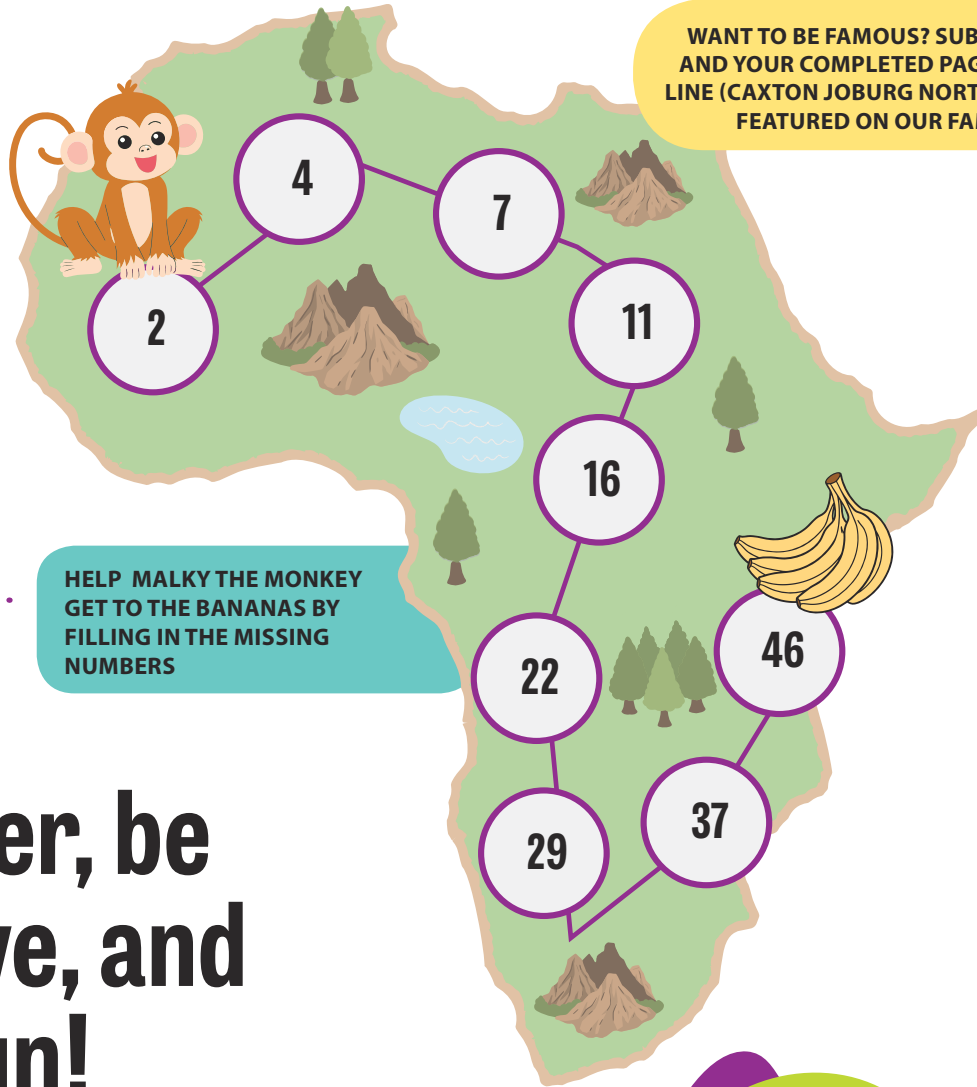 WANT TO BE FAMOUS? SUB
AND YOUR COMPLETED PAG
LINE (CAXTON JOBURG NORT
FEATURED ON OUR FA
4
7
2
11
16
HELP MALKY THE MONKEY
GET TO THE BANANAS BY
FILLING IN THE MISSING
NUMBERS
22
46
29
37
er, be
ve, and
un!